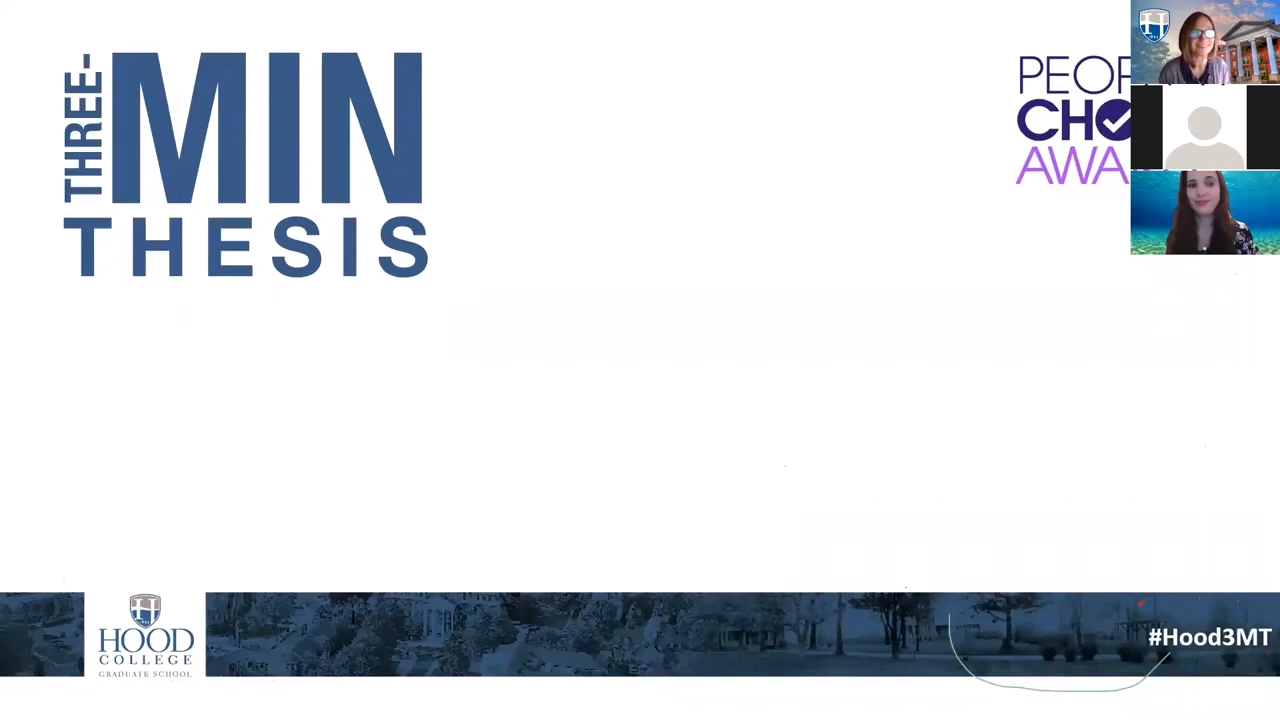 THREE-
MIN
THESIS
PEOP
CHO
AWA
HOOD
COLLEGE
GRADUATE SCHOOL
#Hood3MT